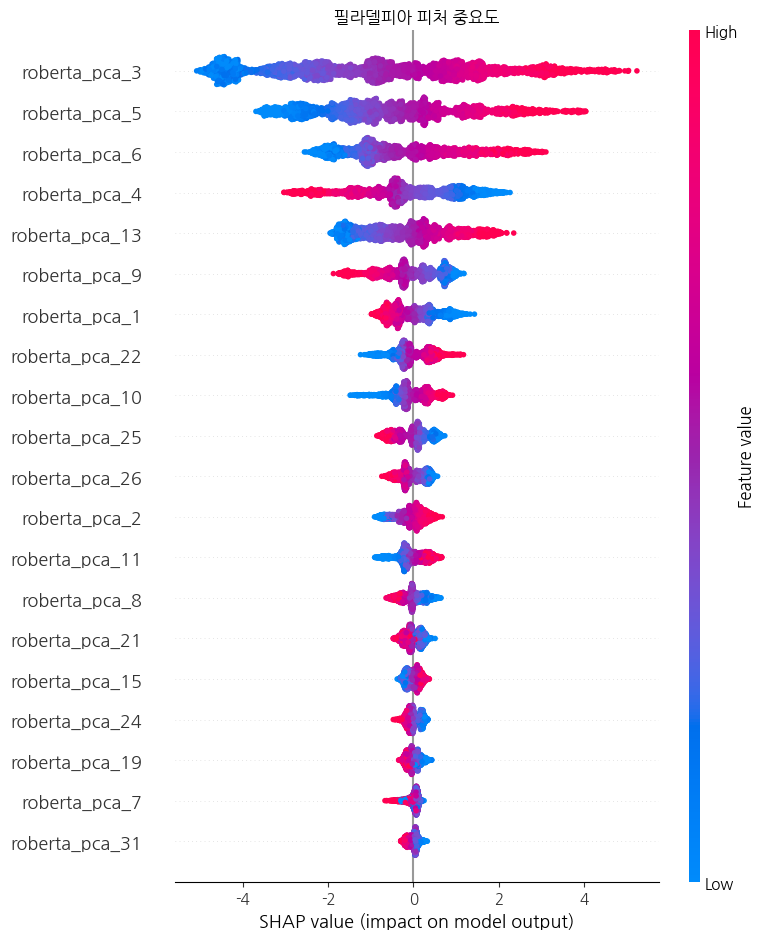 필라델피아 피처 중요도
High
roberta_pca_3
roberta_pca_5
roberta_pca_6
roberta_pca_4
roberta_pca_13
roberta_pca_9
roberta_pca_1
roberta_pca_22
roberta_pca_10
roberta_pca_25
roberta_pca_26
roberta_pca_2
roberta_pca_11
roberta_pca_8
roberta_pca_21
roberta_pca_15
roberta_pca_24
roberta_pca_19
roberta_pca_7
roberta_pca_31
Feature value
Low
-4 -2 0 2 4
SHAP value (impact on model output)